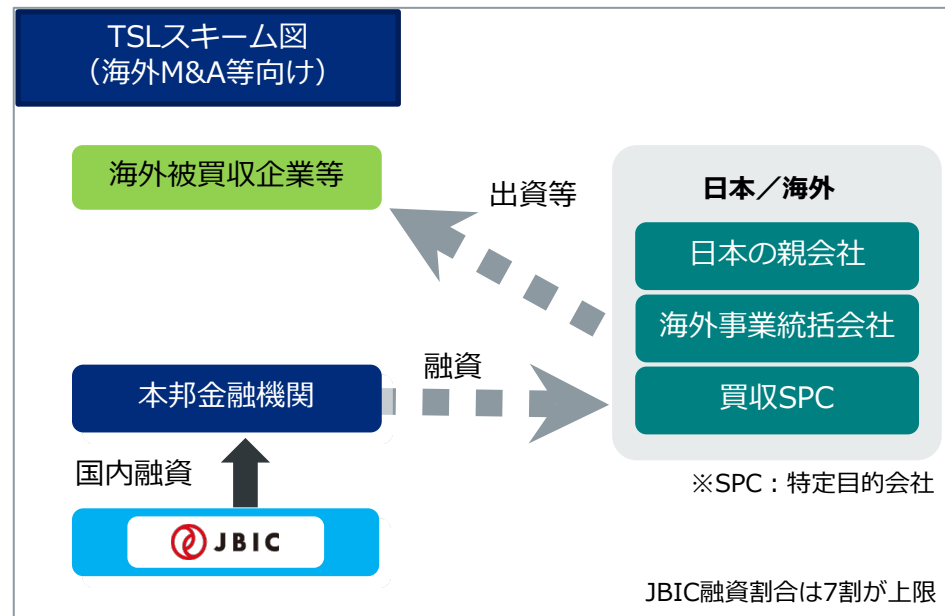 TSLスキーム図
（海外M&A等向け）
海外被買収企業等
出資等
日本／海外
日本の親会社
海外事業統括会社
買収SPC
融資
本邦金融機関
国内融資
JBIC
※SPC：特定目的会社
JBIC融資割合は7割が上限